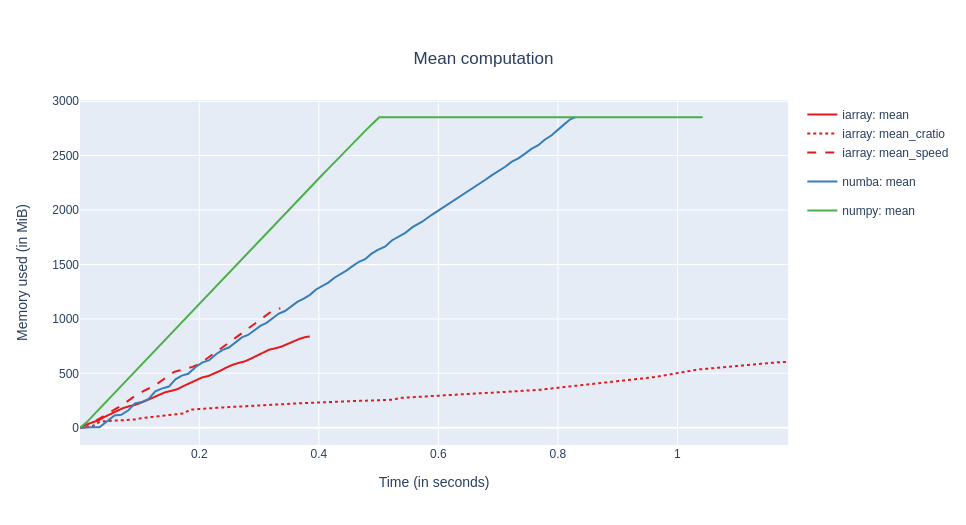 Mean computation
3000
2500
2000
1500
1000
500
0
Memory used (in MiB)
0.2
0.4
0.6
0.8
1
Time (in seconds)
iarray: mean
iarray: mean_cratio
iarray: mean_speed
numba: mean
numpy: mean